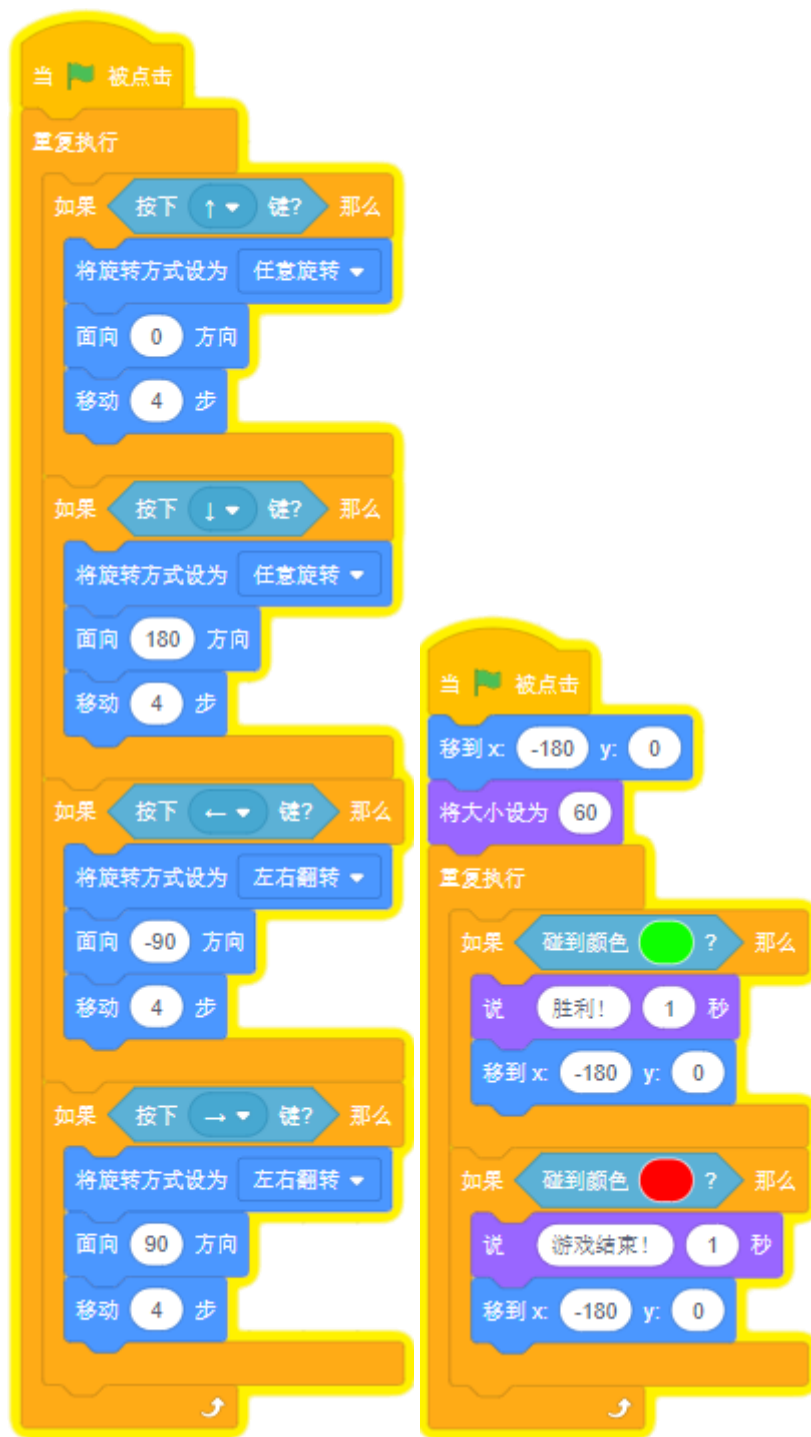 当 被点击
重复执行
如果 按下 ↑ 键? 那么
将旋转方式设为 任意旋转
面向 0 方向
移动 4 步
如果 按下 ↓ 键? 那么
将旋转方式设为 任意旋转
面向 180 方向
移动 4 步
如果 按下 ← 键? 那么
将旋转方式设为 左右翻转
面向 -90 方向
移动 4 步
如果 按下 → 键? 那么
将旋转方式设为 左右翻转
面向 90 方向
移动 4 步
当 被点击
移到 x: -180 y: 0
将大小设为 60
重复执行
如果 碰到颜色 ? 那么
说 胜利! 1 秒
移到 x: -180 y: 0
如果 碰到颜色 ? 那么
说 游戏结束! 1 秒
移到 x: -180 y: 0